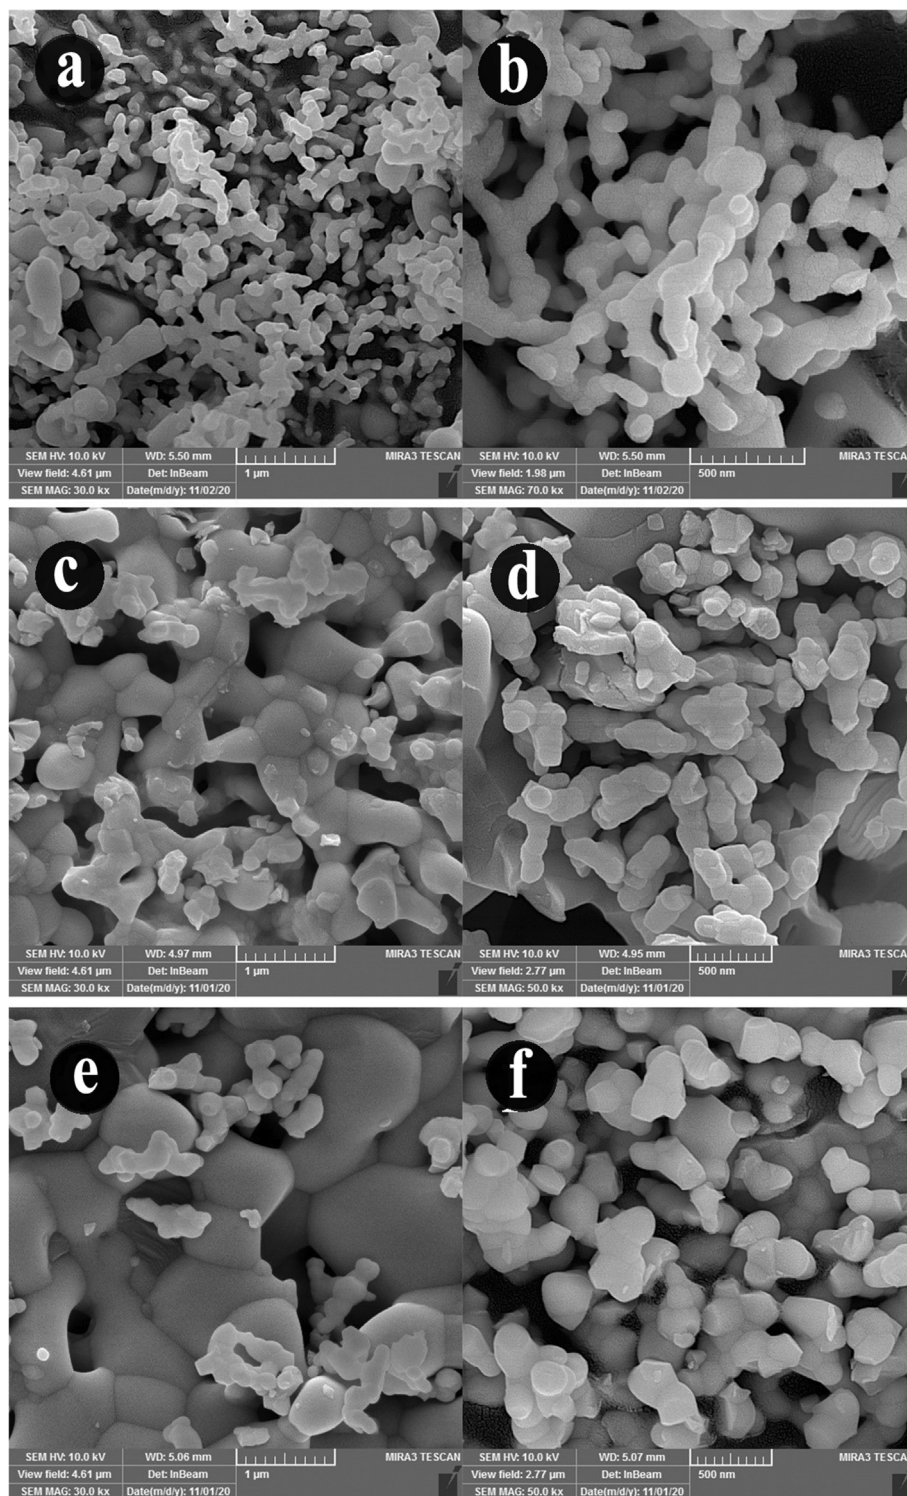 a
b
SEM HV: 10.0 kV WD: 5.50 mm MIRA3 TESCAN
View field: 4.61 µm Det: InBeam 1 µm
SEM MAG: 30.0 kx Date(m/d/y): 11/02/20
SEM HV: 10.0 kV WD: 5.50 mm MIRA3 TESCAN
View field: 1.98 µm Det: InBeam 500 nm
SEM MAG: 70.0 kx Date(m/d/y): 11/02/20
c
d
SEM HV: 10.0 kV WD: 4.97 mm MIRA3 TESCAN
View field: 4.61 µm Det: InBeam 1 µm
SEM MAG: 30.0 kx Date(m/d/y): 11/01/20
SEM HV: 10.0 kV WD: 4.95 mm MIRA3 TESCAN
View field: 2.77 µm Det: InBeam 500 nm
SEM MAG: 50.0 kx Date(m/d/y): 11/01/20
e
f
SEM HV: 10.0 kV WD: 5.06 mm MIRA3 TESCAN
View field: 4.61 µm Det: InBeam 1 µm
SEM MAG: 30.0 kx Date(m/d/y): 11/01/20
SEM HV: 10.0 kV WD: 5.07 mm MIRA3 TESCAN
View field: 2.77 µm Det: InBeam 500 nm
SEM MAG: 50.0 kx Date(m/d/y): 11/01/20